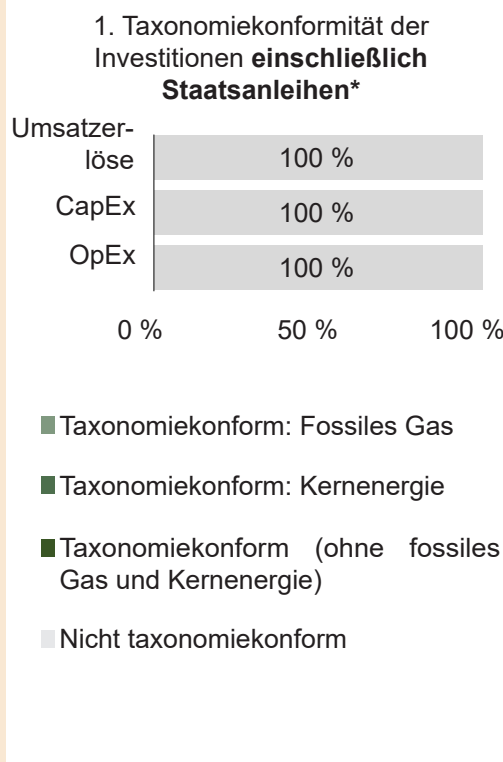 1. Taxonomiekonformität der
Investitionen einschließlich
Staatsanleihen*
Umsatzer-
löse
100 %
CapEx
100 %
OpEx
100 %
0 %
50 %
100 %
Taxonomiekonform: Fossiles Gas
Taxonomiekonform: Kernenergie
Taxonomiekonform (ohne fossiles
Gas und Kernenergie)
Nicht taxonomiekonform